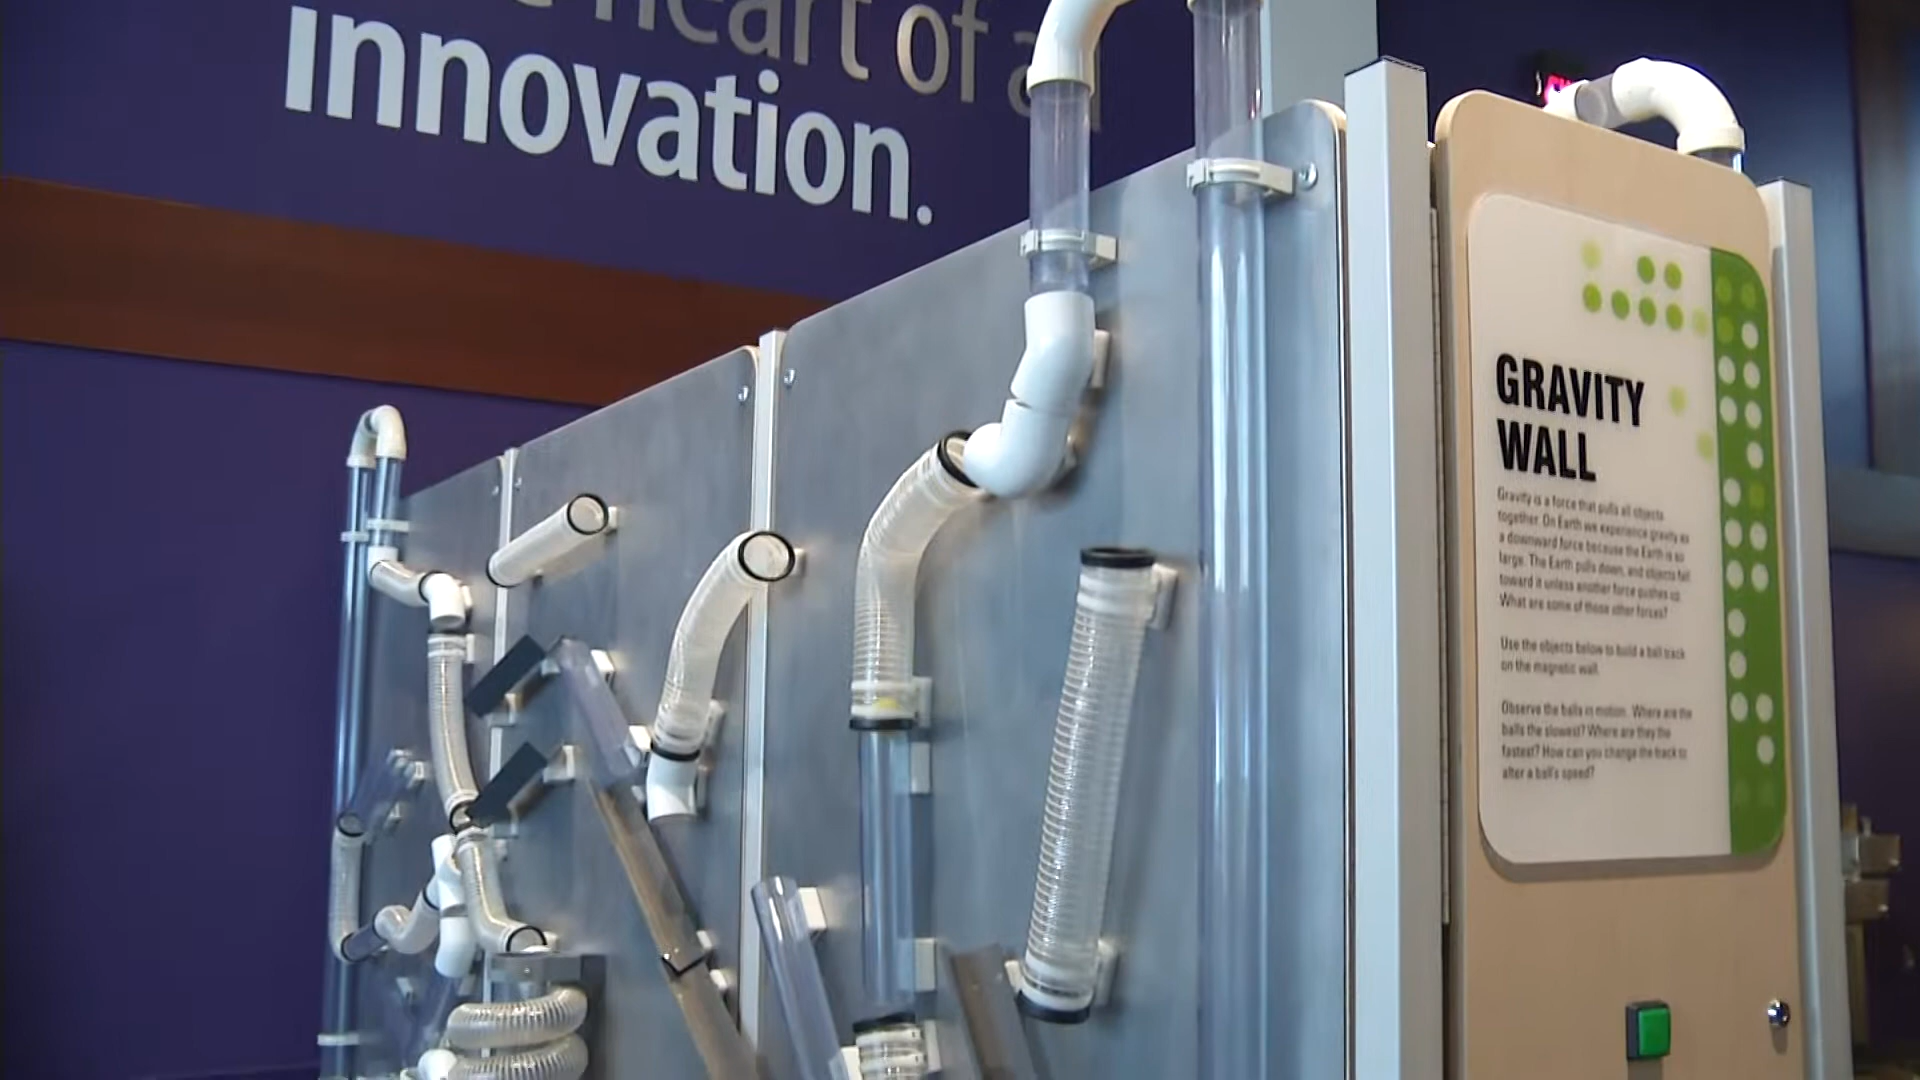 heart of a
innovation.
GRAVITY
WALL
Gravity is a force that pulls all objects
together. On Earth we experience gravity as
a downward force because the Earth is so
large. The Earth pulls down, and objects fall
toward it unless another force pushes up.
What are some of those other forces?
Use the objects below to build a ball track
on the magnetic wall.
Observe the balls in motion. Where are the
balls the slowest? Where are they the
fastest? How can you change the track to
alter a ball's speed?